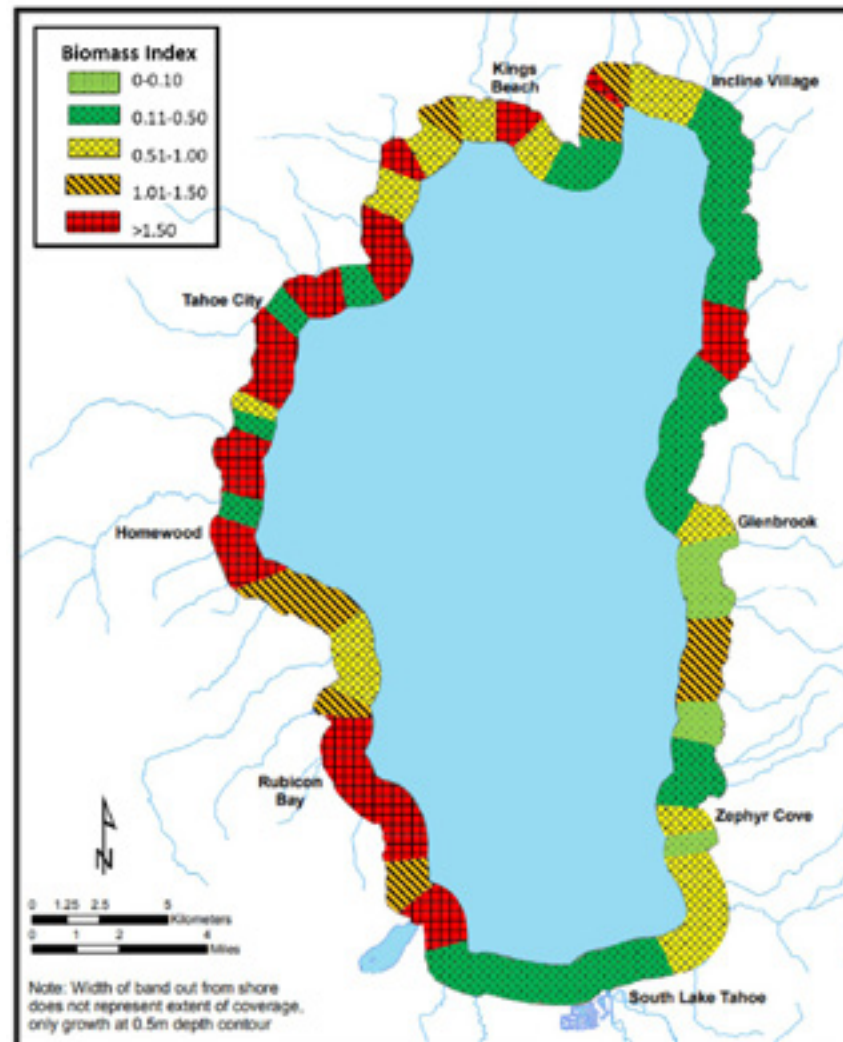 Biomass Index
0-0.10
0.11-0.50
0.51-1.00
1.01-1.50
>1.50
Kings
Beach
Incline Village
Tahoe City
Homewood
Glenbrook
Rubicon
Bay
Zephyr Cove
South Lake Tahoe
N
0 1.25 2.5 5
Kilometers
0 1 2 4
Miles
Note: Width of band out from shore
does not represent extent of coverage,
only growth at 0.5m depth contour